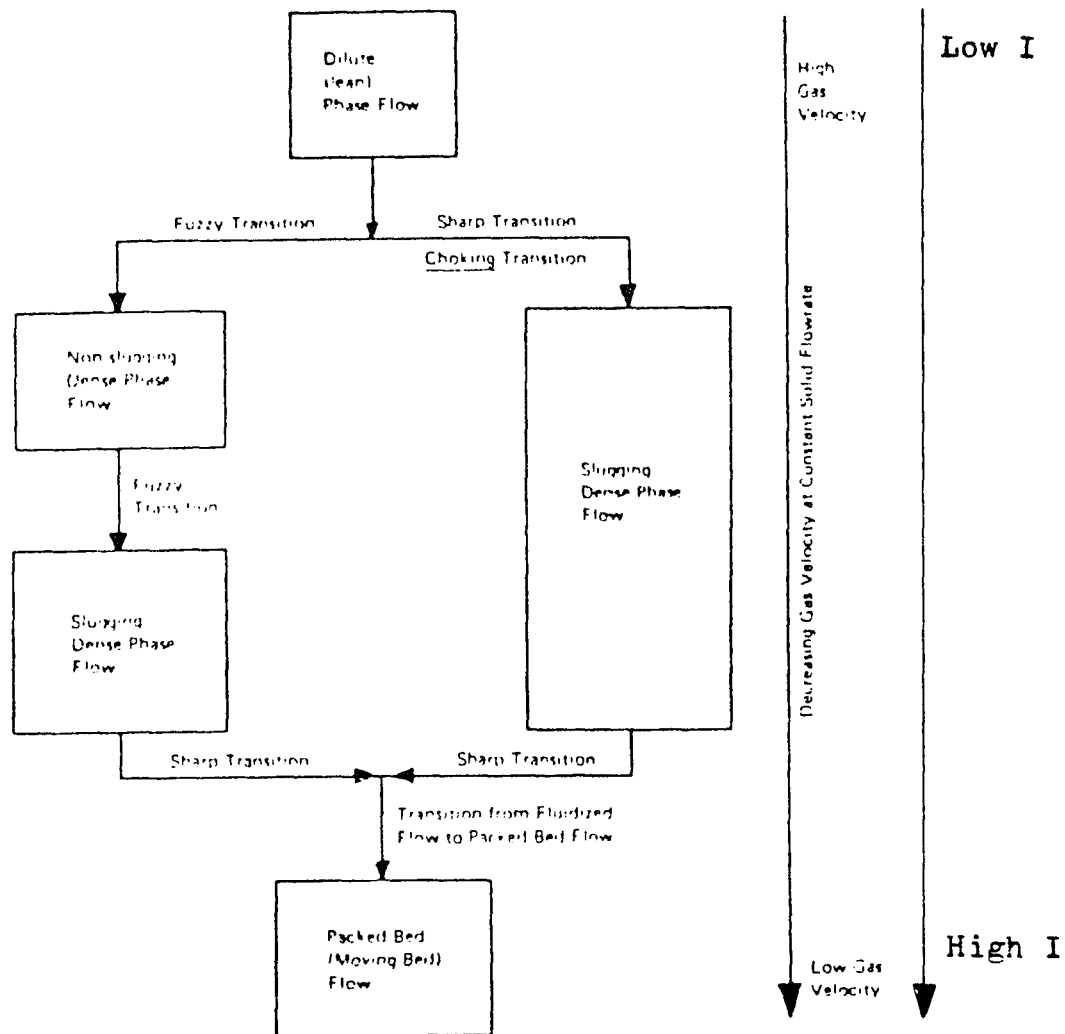 Dilute
(lean)
Phase Flow
High
Gas
Velocity
Low I
Fuzzy Transition
Sharp Transition
Choking Transition
Non slugging
Dense Phase
Flow
Fuzzy
Transition
Slugging
Dense Phase
Flow
Slugging
Dense Phase
Flow
Decreasing Gas Velocity at Constant Solid Flowrate
Sharp Transition
Sharp Transition
Transition from Fluidized
Flow to Packed Bed Flow
Packed Bed
(Moving Bed)
Flow
Low Gas
Velocity
High I